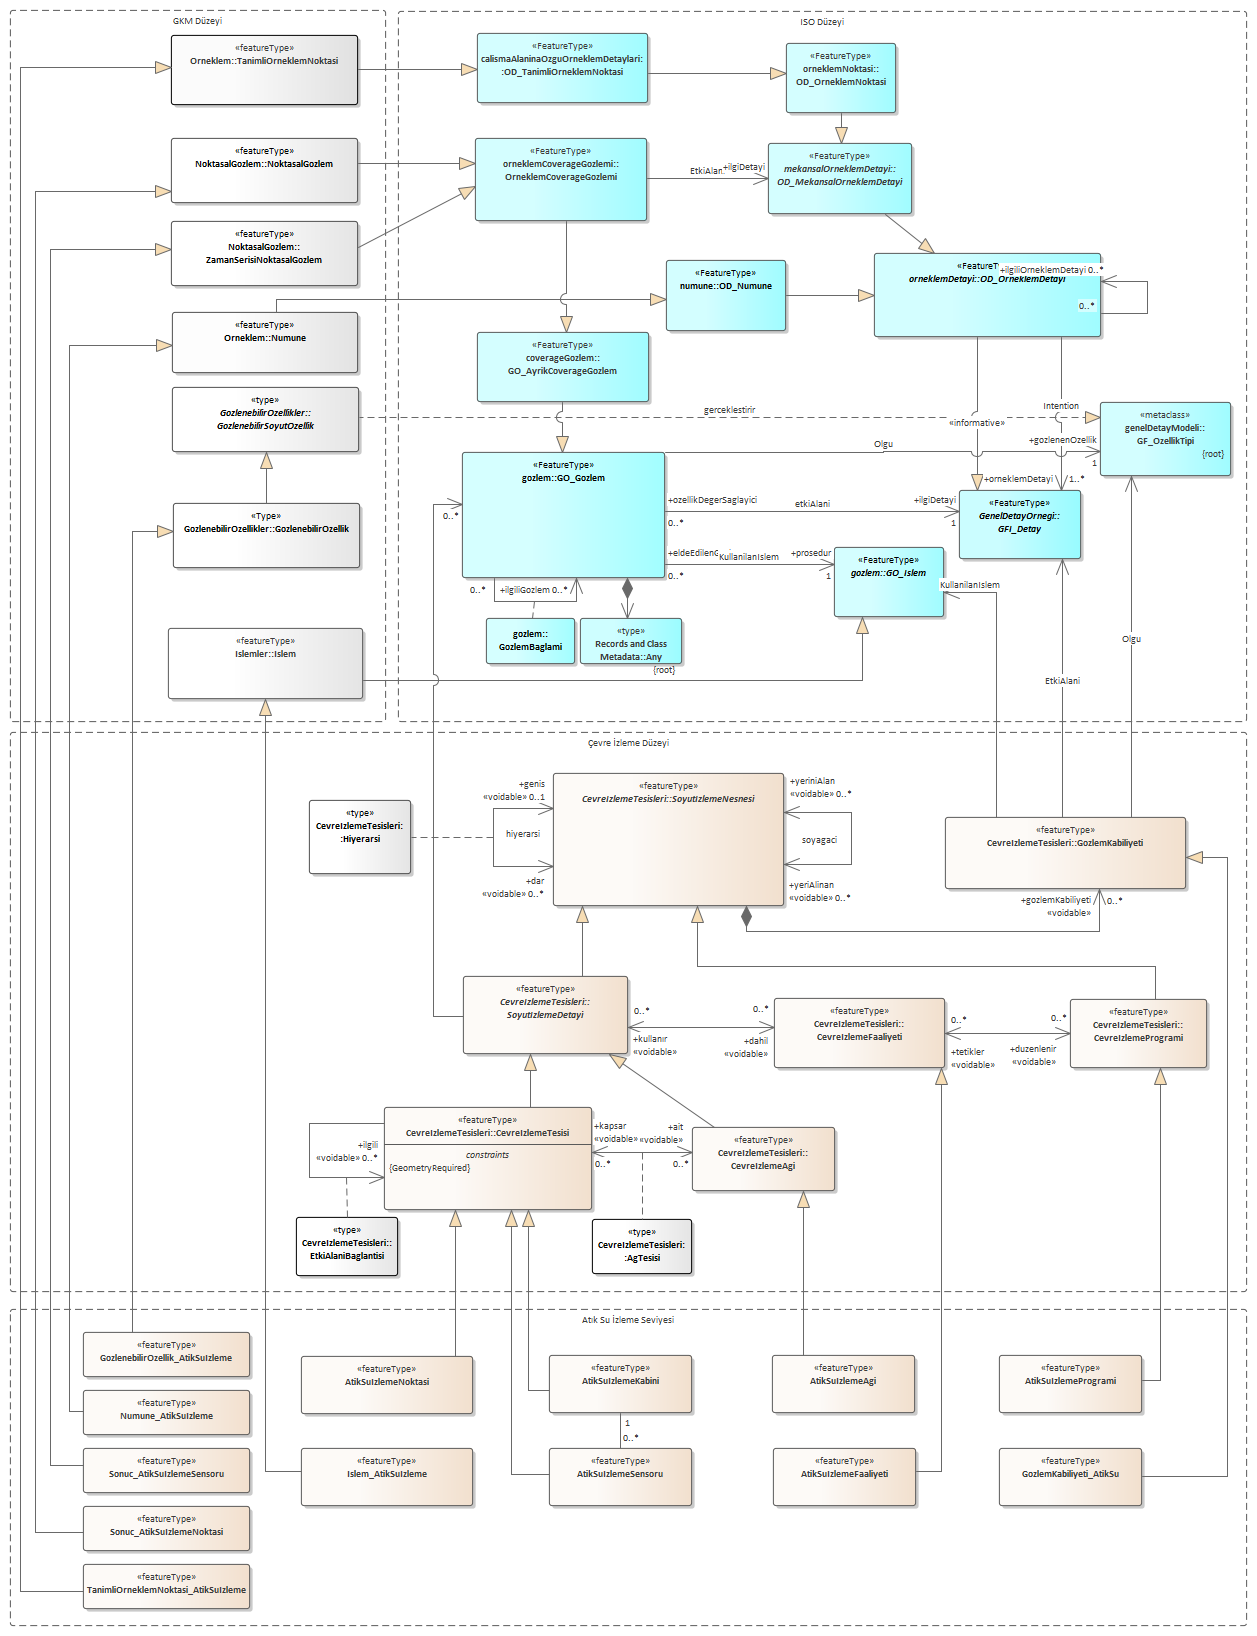 GKM Düzeyi
«featureType»
Orneklem::TanimliOrneklemNoktasi
«featureType»
NoktasalGozlem::NoktasalGozlem
«featureType»
NoktasalGozlem::
ZamanSerisiNoktasalGozlem
«featureType»
Orneklem::Numune
«type»
GozlenebilirOzellikler::
GozlenebilirSoyutOzellik
«Type»
GozlenebilirOzellikler::GozlenebilirOzellik
«featureType»
Islemler::Islem
ISO Düzeyi
«FeatureType»
calismaAlaninaOzguOrneklemDetaylari:
:OD_TanimliOrneklemNoktasi
«FeatureType»
orneklemNoktasi::
OD_OrneklemNoktasi
«FeatureType»
orneklemCoverageGozlemi::
OrneklemCoverageGozlemi
EtkiAlan
+ilgiDetayi
«FeatureType»
mekansalOrneklemDetayi::
OD_MekansalOrneklemDetayi
«FeatureType»
numune::OD_Numune
«FeatureT
+ilgiliOrneklemDetayi 0..*
orneklemDetayi::OD_OrneklemDetayi
0..*
«FeatureType»
coverageGozlem::
GO_AyrikCoverageGozlem
gerceklestirir
Intention
«informative»
«metaclass»
genelDetayModeli::
GF_OzellikTipi
{root}
Olgu
+gozlenenOzellik
1
«FeatureType»
gozlem::GO_Gozlem
0..*
+orneklemDetayi
1..*
+ozellikDegerSaglayici
0..*
etkiAlani
+ilgiDetayi
1
«FeatureType»
GenelDetayOrnegi::
GFI_Detay
+eldeEdilenG
KullanilanIslem
+prosedur
0..*
1
«FeatureType»
gozlem::GO_Islem
KullanilanIslem
0..*
+ilgiliGozlem 0..*
gozlem::
GozlemBaglami
«type»
Records and Class
Metadata::Any
{root}
Olgu
EtkiAlani
Çevre İzleme Düzeyi
«type»
CevreIzlemeTesisleri:
:Hiyerarsi
+genis
«voidable» 0..1
hiyerarsi
+dar
«voidable» 0..*
«featureType»
CevreIzlemeTesisleri::SoyutIzlemeNesnesi
+yeriniAlan
«voidable» 0..*
soyagaci
+yeriAlinan
«voidable» 0..*
«featureType»
CevreIzlemeTesisleri::GozlemKabiliyeti
+gozlemKabiliyeti
«voidable»
0..*
«featureType»
CevreIzlemeTesisleri::
SoyutIzlemeDetayi
0..*
+kullanır
«voidable»
0..*
+dahil
«voidable»
«featureType»
CevreIzlemeTesisleri::
CevreIzlemeFaaliyeti
0..*
+tetikler
«voidable»
0..*
+duzenlenir
«voidable»
«featureType»
CevreIzlemeTesisleri::
CevreIzlemeProgrami
+ilgili
«voidable» 0..*
«featureType»
CevreIzlemeTesisleri::CevreIzlemeTesisi
constraints
{GeometryRequired}
+kapsar
«voidable»
0..*
+ait
«voidable»
0..*
«featureType»
CevreIzlemeTesisleri::
CevreIzlemeAgi
«type»
CevreIzlemeTesisleri::
EtkiAlaniBaglantisi
«type»
CevreIzlemeTesisleri:
:AgTesisi
Atık Su İzleme Seviyesi
«featureType»
GozlenebilirOzellik_AtikSuIzleme
«featureType»
Numune_AtikSuIzleme
«featureType»
Sonuc_AtikSuIzlemeSensoru
«featureType»
Sonuc_AtikSuIzlemeNoktasi
«featureType»
TanimliOrneklemNoktasi_AtikSuIzleme
«featureType»
AtikSuIzlemeNoktasi
«featureType»
Islem_AtikSuIzleme
«featureType»
AtikSuIzlemeKabini
1
0..*
«featureType»
AtikSuIzlemeSensoru
«featureType»
AtikSuIzlemeAgi
«featureType»
AtikSuIzlemeFaaliyeti
«featureType»
AtikSuIzlemeProgrami
«featureType»
GozlemKabiliyeti_AtikSu